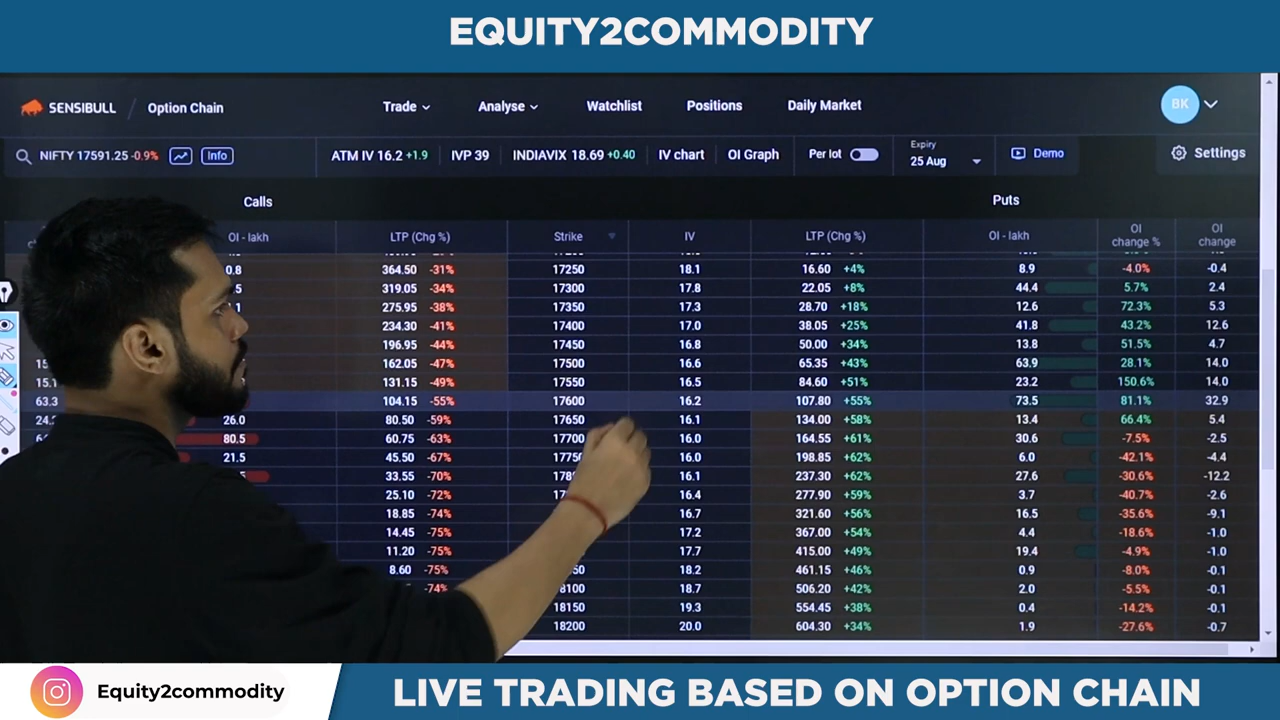 EQUITY2COMMODITY
SENSIBULL / Option Chain Trade Analyse Watchlist Positions Daily Market BK
NIFTY 17591.25 -0.9% Info ATM IV 16.2 +1.9 IVP 39 INDIAVIX 18.69 +0.40 IV chart OI Graph Per lot Expiry 25 Aug Demo Settings
Calls Puts
OI - lakh LTP (Chg %) Strike IV LTP (Chg %) OI - lakh OI change % OI change
0.8 364.50 -31% 17250 18.1 16.60 +4% 8.9 -4.0% -0.4
319.05 -34% 17300 17.8 22.05 +8% 44.4 5.7% 2.4
275.95 -38% 17350 17.3 28.70 +18% 12.6 72.3% 5.3
234.30 -41% 17400 17.0 38.05 +25% 41.8 43.2% 12.6
196.95 -44% 17450 16.8 50.00 +34% 13.8 51.5% 4.7
162.05 -47% 17500 16.6 65.35 +43% 63.9 28.1% 14.0
131.15 -49% 17550 16.5 84.60 +51% 23.2 150.6% 14.0
63.3 104.15 -55% 17600 16.2 107.80 +55% 73.5 81.1% 32.9
26.0 80.50 -59% 17650 16.1 134.00 +58% 13.4 66.4% 5.4
80.5 60.75 -63% 17700 16.0 164.55 +61% 30.6 -7.5% -2.5
21.5 45.50 -67% 16.0 198.85 +62% 6.0 -42.1% -4.4
33.55 -70% 16.1 237.30 +62% 27.6 -30.6% -12.2
25.10 -72% 16.4 277.90 +59% 3.7 -40.7% -2.6
18.85 -74% 16.7 321.60 +56% 16.5 -35.6% -9.1
14.45 -75% 17.2 367.00 +54% 4.4 -18.6% -1.0
11.20 -75% 17.7 415.00 +49% 19.4 -4.9% -1.0
8.60 -75% 18.2 461.15 +46% 0.9 -8.0% -0.1
-74% 18.7 506.20 +42% 2.0 -5.5% -0.1
18150 19.3 554.45 +38% 0.4 -14.2% -0.1
18200 20.0 604.30 +34% 1.9 -27.6% -0.7
Equity2commodity
LIVE TRADING BASED ON OPTION CHAIN